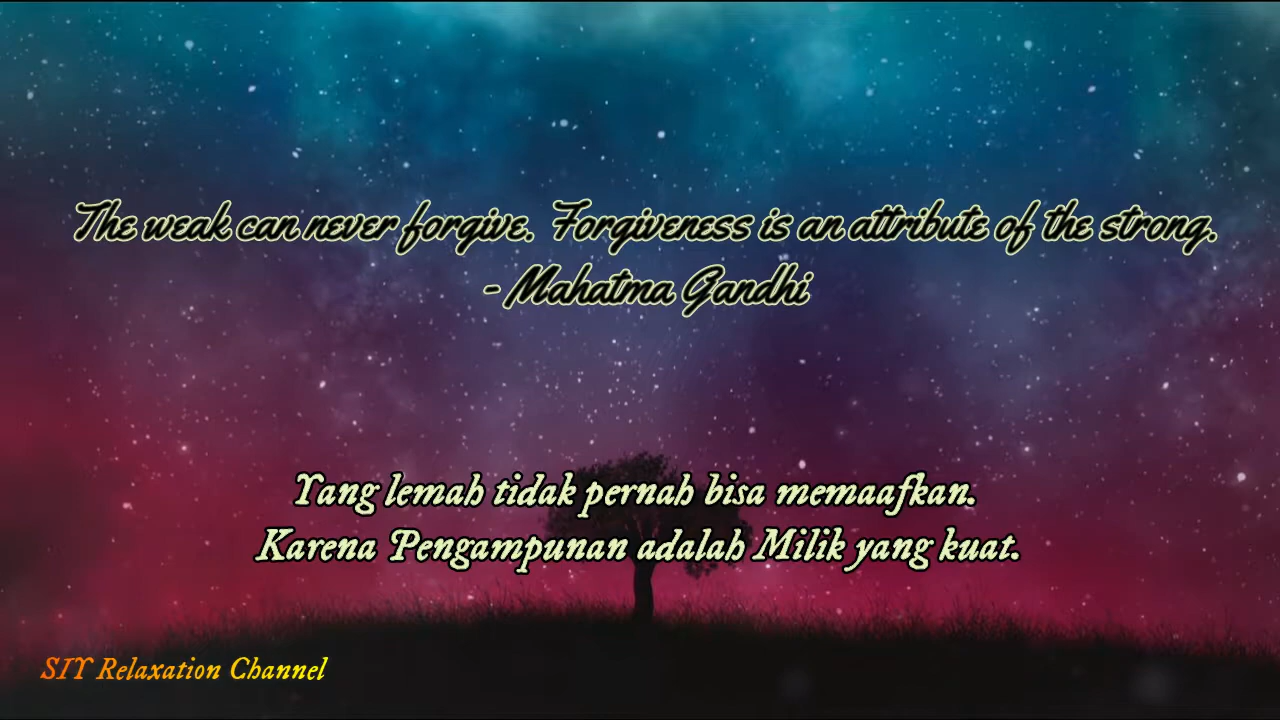 The weak can never forgive. Forgiveness is an attribute of the strong.
- Mahatma Gandhi
Yang lemah tidak pernah bisa memaafkan.
Karena Pengampunan adalah Milik yang kuat.
SIY Relaxation Channel